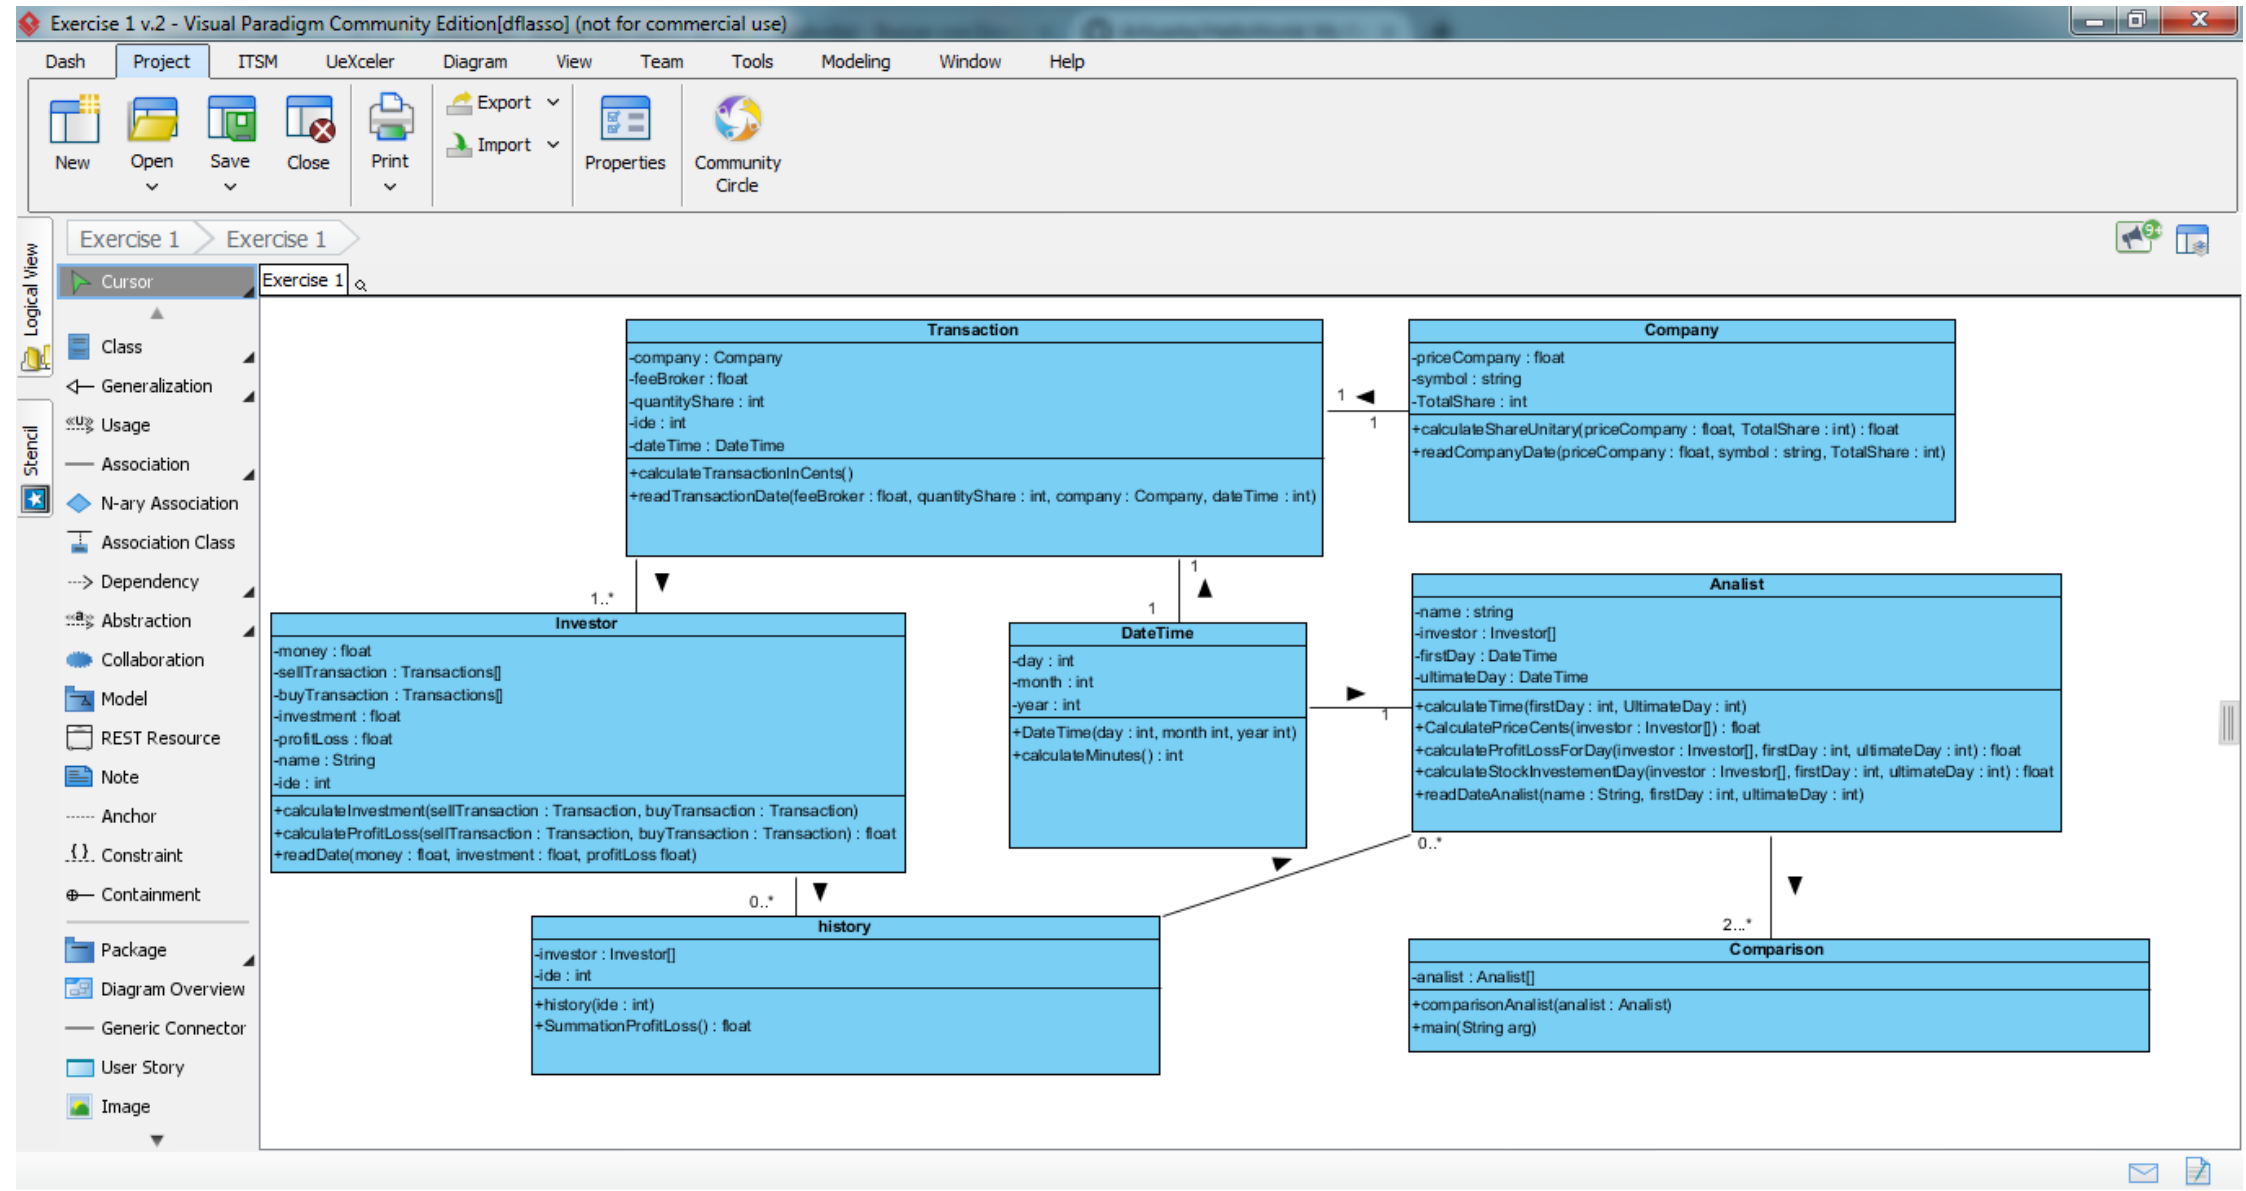 Exercise 1 v.2 - Visual Paradigm Community Edition[dflasso] (not for commercial use)
Dash Project ITSM UeXceler Diagram View Team Tools Modeling Window Help
New Open Save Close Print Export Import Properties Community Circle
Exercise 1 Exercise 1
9+
Logical View
Stencil
Cursor
Class
Generalization
Usage
Association
N-ary Association
Association Class
Dependency
Abstraction
Collaboration
Model
REST Resource
Note
Anchor
Constraint
Containment
Package
Diagram Overview
Generic Connector
User Story
Image
Exercise 1
Transaction
-company : Company
-feeBroker : float
-quantityShare : int
-ide : int
-dateTime : DateTime
+calculateTransactionInCents()
+readTransactionDate(feeBroker : float, quantityShare : int, company : Company, dateTime : int)
1
1
Company
-priceCompany : float
-symbol : string
-TotalShare : int
+calculateShareUnitary(priceCompany : float, TotalShare : int) : float
+readCompanyDate(priceCompany : float, symbol : string, TotalShare : int)
1..*
1
1
Investor
-money : float
-sellTransaction : Transactions[]
-buyTransaction : Transactions[]
-investment : float
-profitLoss : float
-name : String
-ide : int
+calculateInvestment(sellTransaction : Transaction, buyTransaction : Transaction)
+calculateProfitLoss(sellTransaction : Transaction, buyTransaction : Transaction) : float
+readDate(money : float, investment : float, profitLoss float)
DateTime
-day : int
-month : int
-year : int
+DateTime(day : int, month int, year int)
+calculateMinutes() : int
1
Analist
-name : string
-investor : Investor[]
-firstDay : DateTime
-ultimateDay : DateTime
+calculateTime(firstDay : int, UltimateDay : int)
+CalculatePriceCents(investor : Investor[]) : float
+calculateProfitLossForDay(investor : Investor[], firstDay : int, ultimateDay : int) : float
+calculateStockInvestementDay(investor : Investor[], firstDay : int, ultimateDay : int) : float
+readDateAnalist(name : String, firstDay : int, ultimateDay : int)
0..*
0..*
2...*
history
-investor : Investor[]
-ide : int
+history(ide : int)
+SummationProfitLoss() : float
Comparison
-analist : Analist[]
+comparisonAnalist(analist : Analist)
+main(String arg)